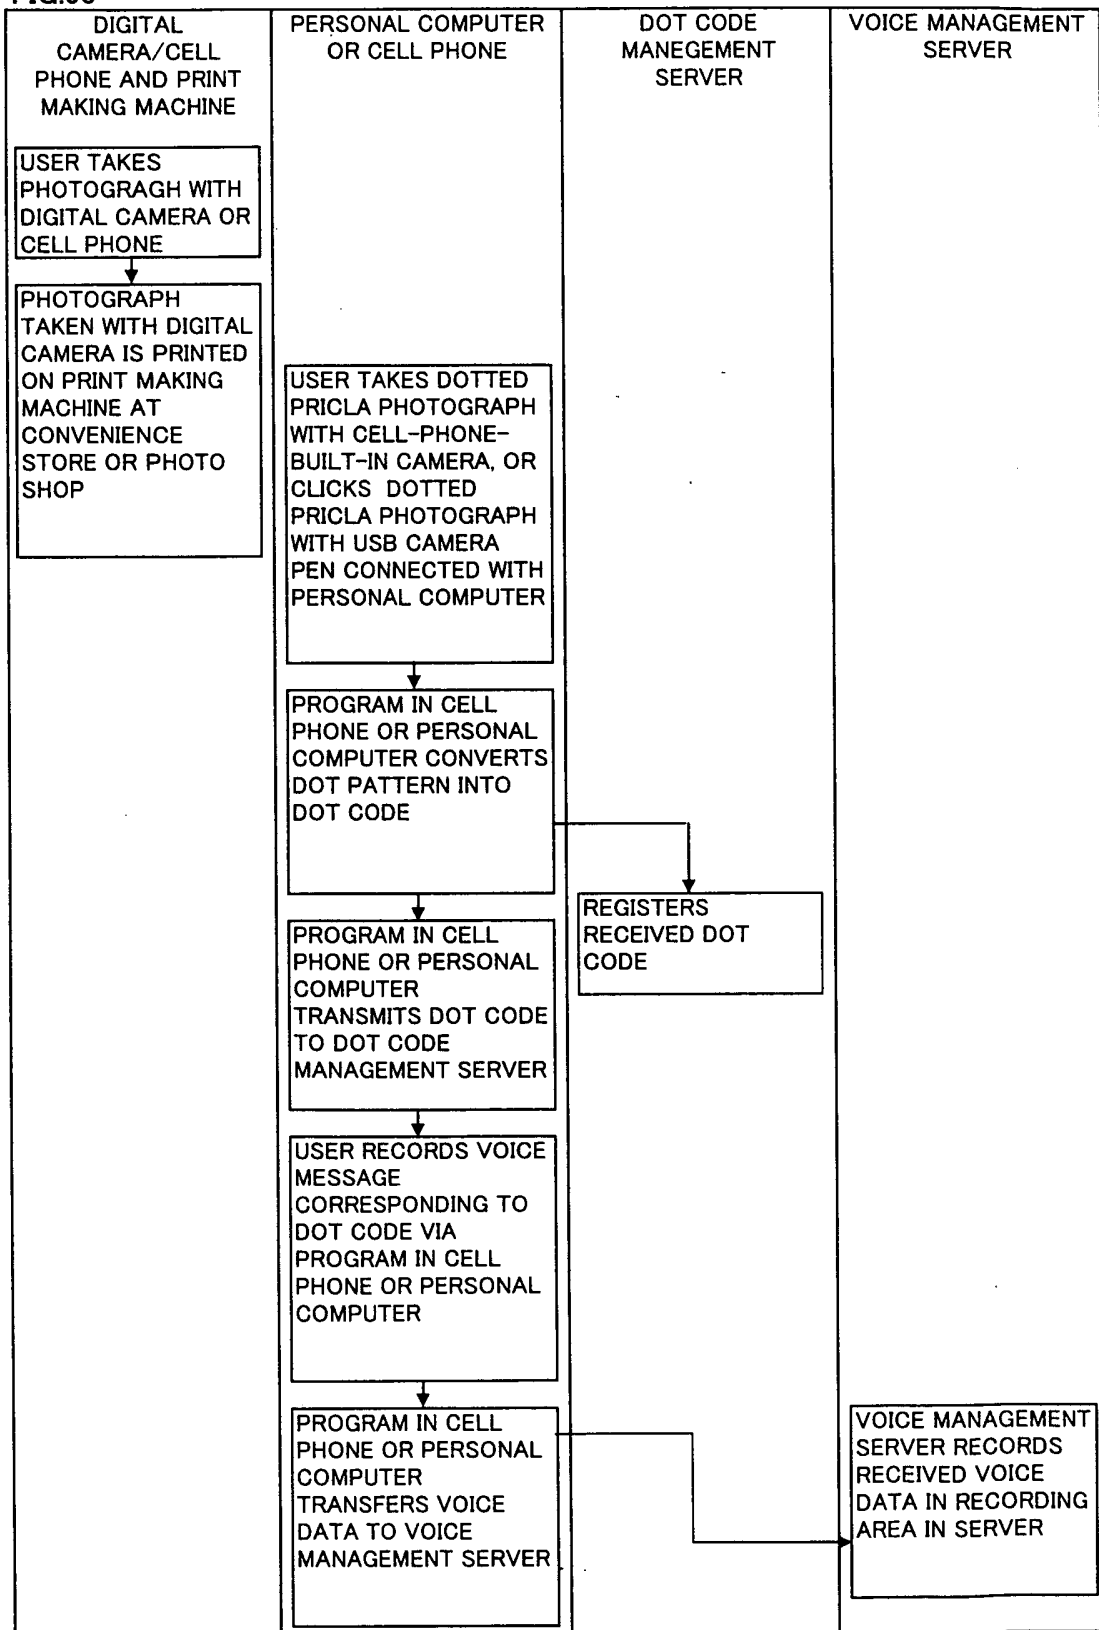 DIGITAL
CAMERA/CELL
PHONE AND PRINT
MAKING MACHINE
PERSONAL COMPUTER
OR CELL PHONE
DOT CODE
MANEGEMENT
SERVER
VOICE MANAGEMENT
SERVER
USER TAKES
PHOTOGRAGH WITH
DIGITAL CAMERA OR
CELL PHONE
PHOTOGRAPH
TAKEN WITH DIGITAL
CAMERA IS PRINTED
ON PRINT MAKING
MACHINE AT
CONVENIENCE
STORE OR PHOTO
SHOP
USER TAKES DOTTED
PRICLA PHOTOGRAPH
WITH CELL-PHONE-
BUILT-IN CAMERA, OR
CLICKS DOTTED
PRICLA PHOTOGRAPH
WITH USB CAMERA
PEN CONNECTED WITH
PERSONAL COMPUTER
PROGRAM IN CELL
PHONE OR PERSONAL
COMPUTER CONVERTS
DOT PATTERN INTO
DOT CODE
REGISTERS
RECEIVED DOT
CODE
PROGRAM IN CELL
PHONE OR PERSONAL
COMPUTER
TRANSMITS DOT CODE
TO DOT CODE
MANAGEMENT SERVER
USER RECORDS VOICE
MESSAGE
CORRESPONDING TO
DOT CODE VIA
PROGRAM IN CELL
PHONE OR PERSONAL
COMPUTER
PROGRAM IN CELL
PHONE OR PERSONAL
COMPUTER
TRANSFERS VOICE
DATA TO VOICE
MANAGEMENT SERVER
VOICE MANAGEMENT
SERVER RECORDS
RECEIVED VOICE
DATA IN RECORDING
AREA IN SERVER